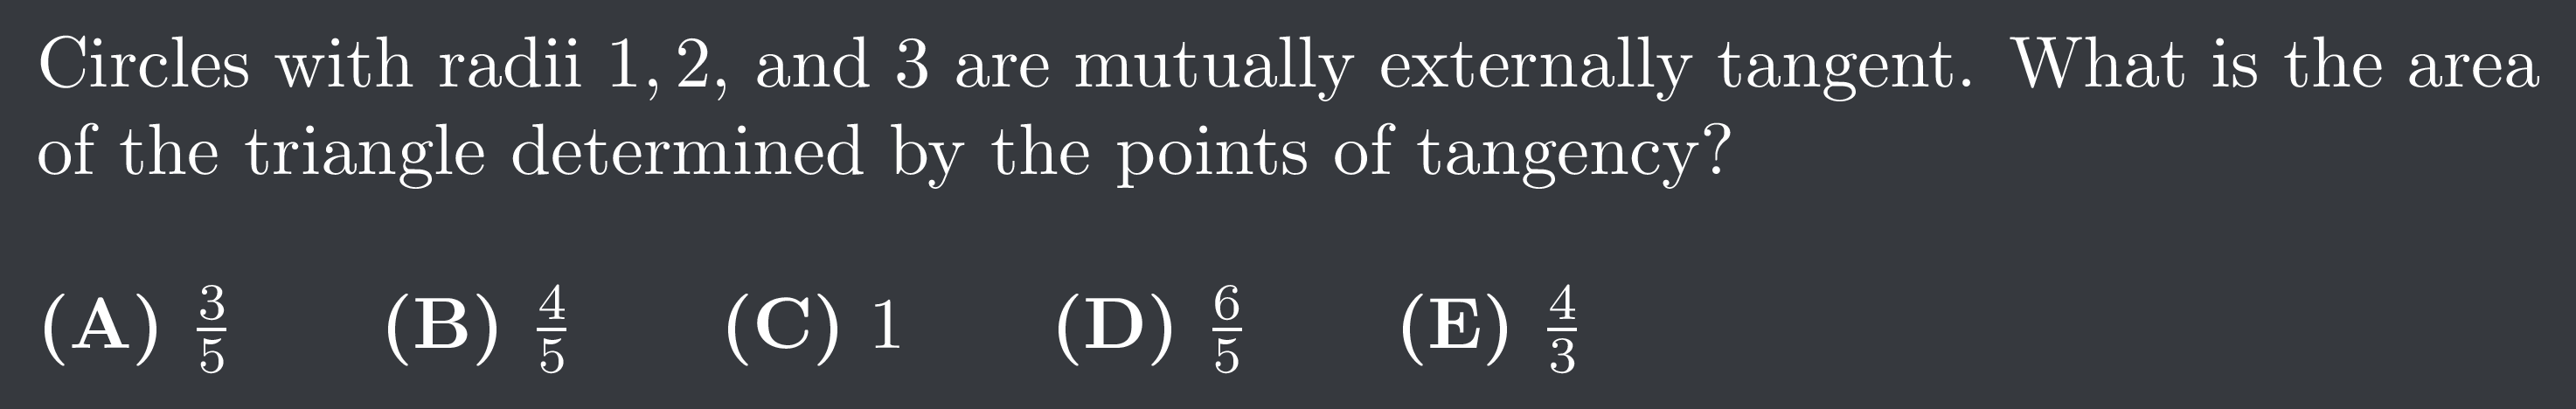 Circles with radii 1, 2, and 3 are mutually externally tangent. What is the area
of the triangle determined by the points of tangency?
(A) 3/5 (B) 4/5 (C) 1 (D) 6/5 (E) 4/3